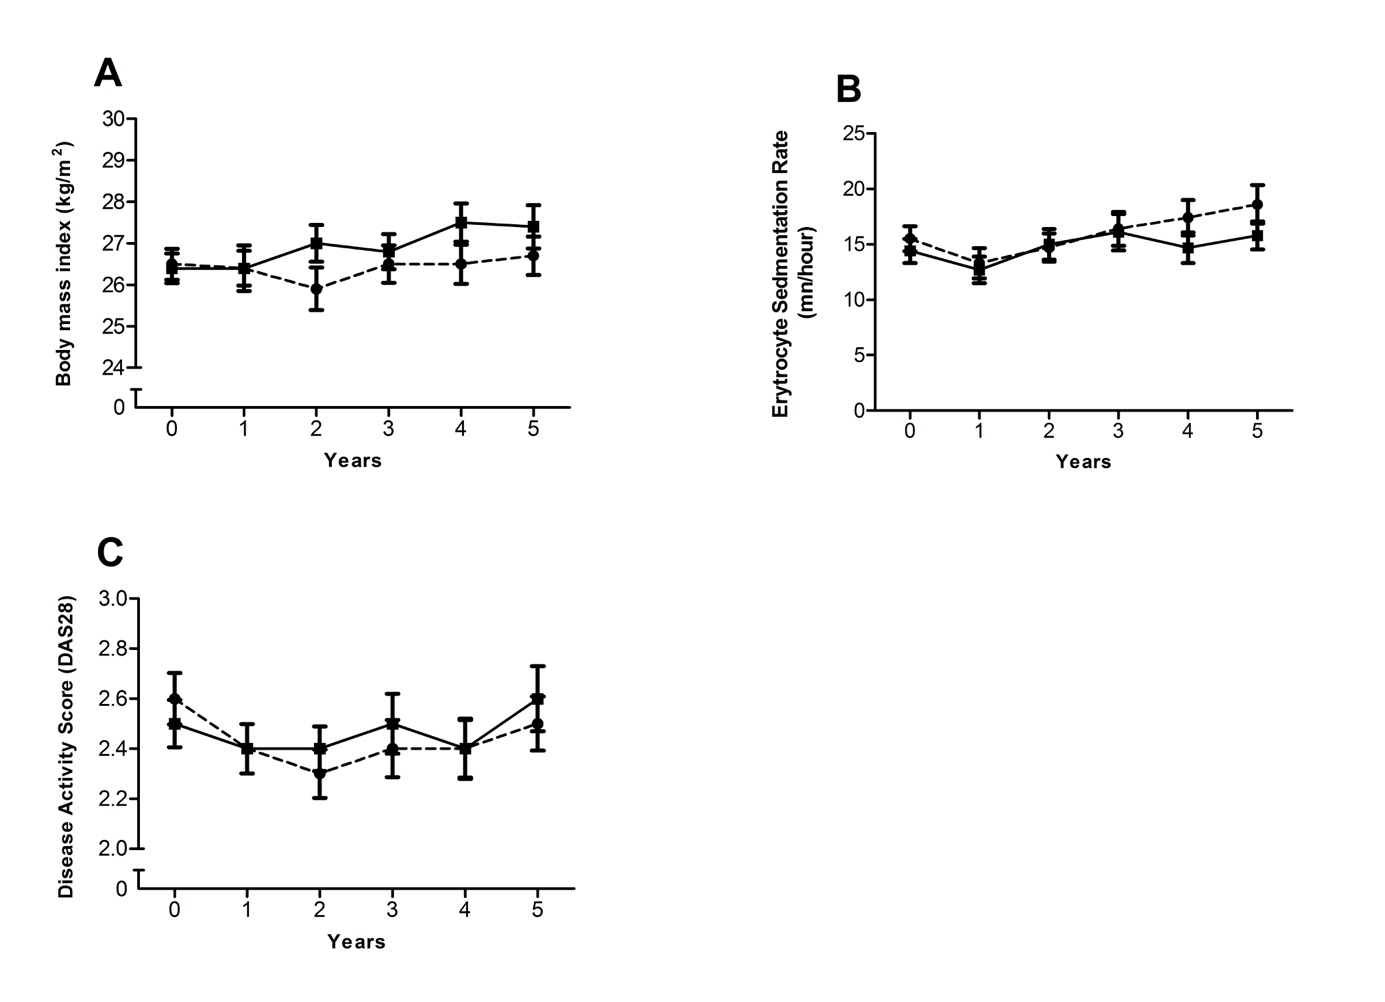 A
30
29
28
27
26
25
24
0
Body mass index (kg/m²)
0 1 2 3 4 5
Years
B
25
20
15
10
5
0
Erytrocyte Sedmentation Rate
(mn/hour)
0 1 2 3 4 5
Years
C
3.0
2.8
2.6
2.4
2.2
2.0
0
Disease Activity Score (DAS28)
0 1 2 3 4 5
Years